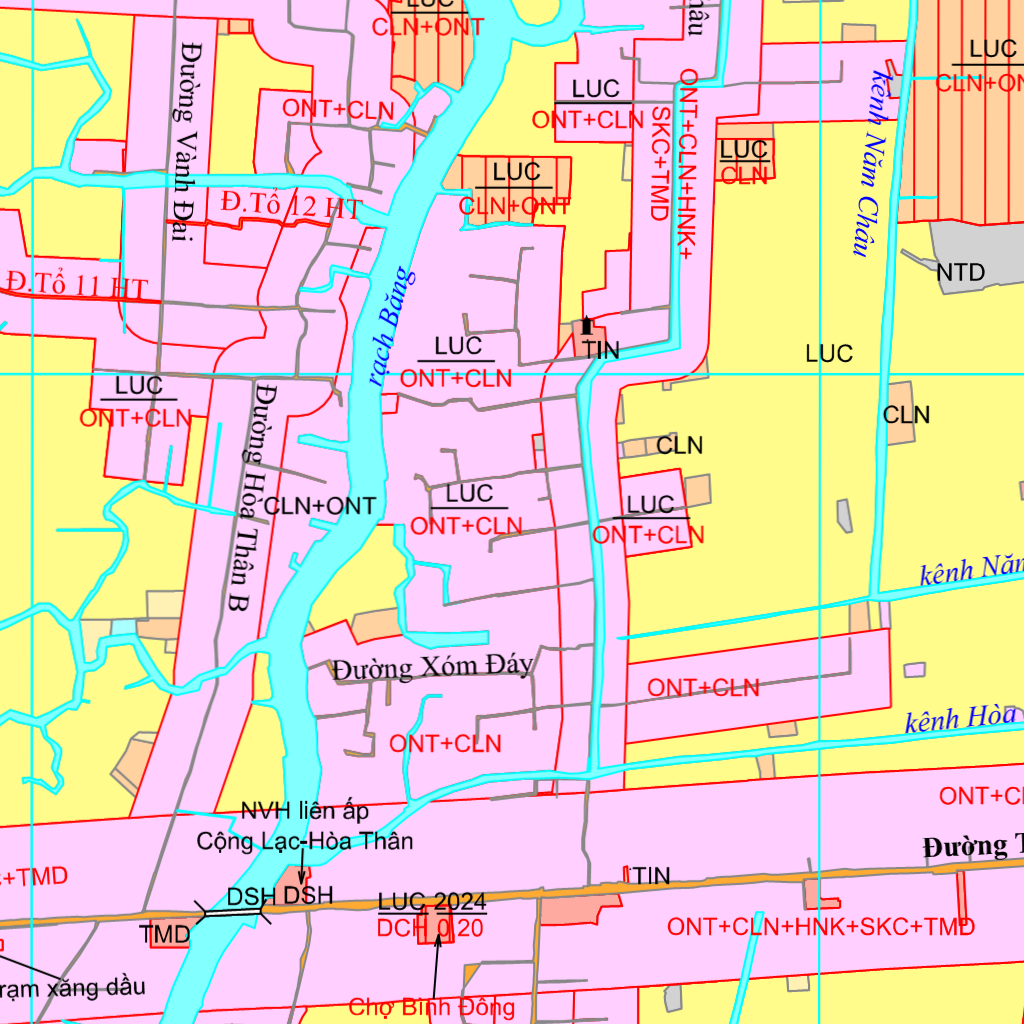 LUC
CLN+ONT
LUC
CLN+ON
Đường Vành Đai
ONT+CLN
LUC
ONT+CLN
ONT+CLN+HNK+
SKC+TMD
kênh Năm Châu
LUC
CLN
LUC
CLN+ONT
Đ.Tổ 12 HT
Đ.Tổ 11 HT
NTD
rạch Băng
TIN
LUC
ONT+CLN
LUC
LUC
ONT+CLN
CLN
CLN
Đường Hòa Thân B
CLN+ONT
LUC
ONT+CLN
LUC
ONT+CLN
kênh Năm
Đường Xóm Đáy
ONT+CLN
kênh Hòa
ONT+CLN
ONT+CL
NVH liên ấp
Cộng Lạc-Hòa Thân
Đường T
+TMD
TIN
DSH DSH
LUC 2024
DCH 0.20
TMD
ONT+CLN+HNK+SKC+TMD
rạm xăng dầu
Chợ Bình Đông